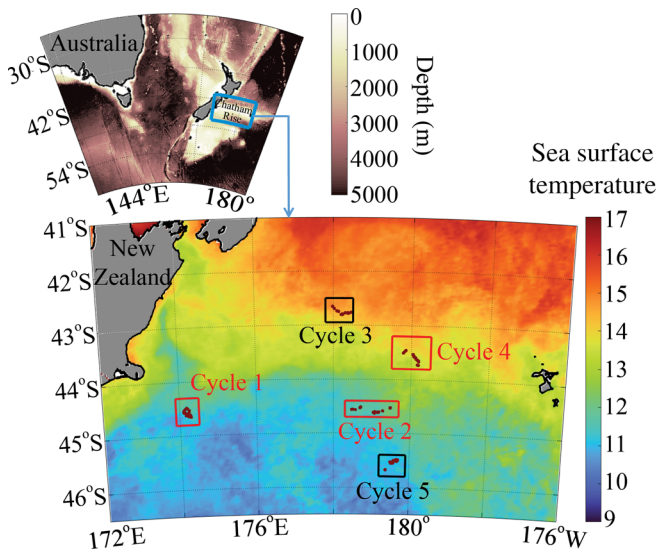 Australia
30°S
42°S
54°S
144°E
180°
Chatham
Rise
0
1000
2000
3000
4000
5000
Depth (m)
Sea surface
temperature
17
16
15
14
13
12
11
10
9
41°S
42°S
43°S
44°S
45°S
46°S
New
Zealand
Cycle 3
Cycle 4
Cycle 1
Cycle 2
Cycle 5
172°E
176°E
180°
176°W